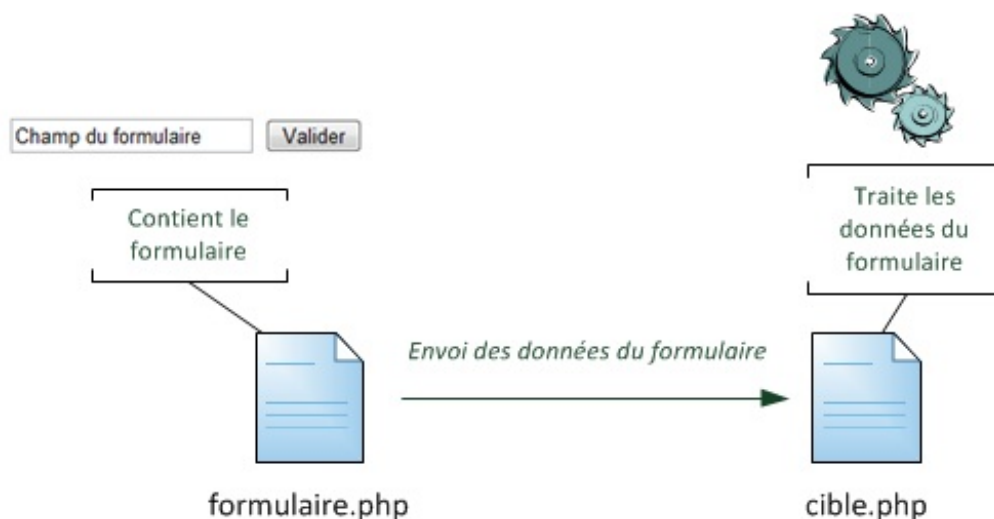 Champ du formulaire
Valider
Contient le
formulaire
Traite les
données du
formulaire
Envoi des données du formulaire
formulaire.php
cible.php